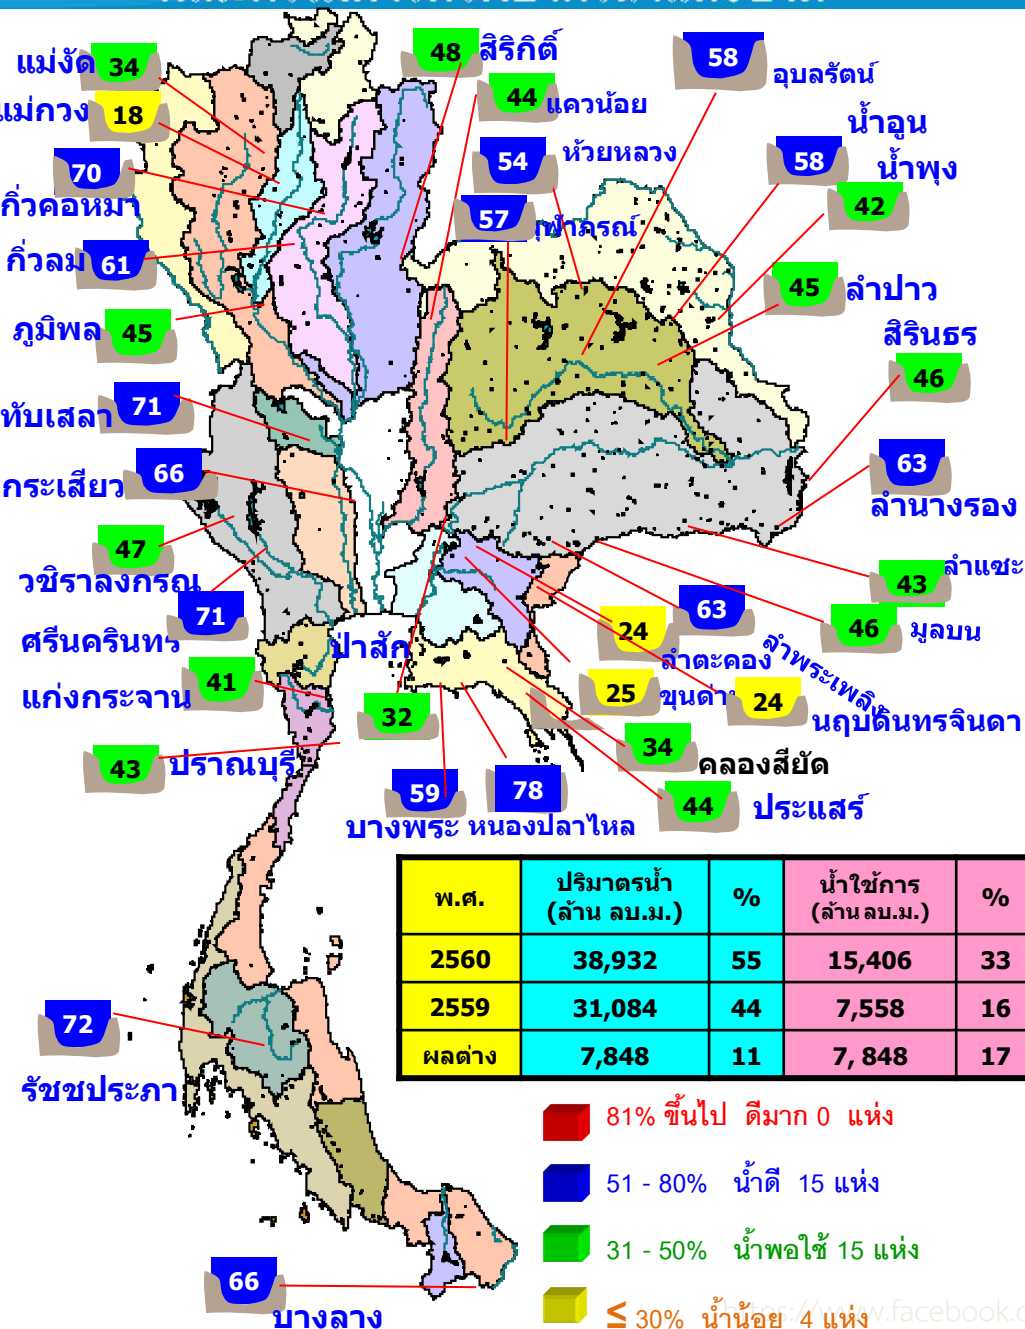 48 สิริกิติ์
แม่งัด 34
58 อุบลรัตน์
44 แควน้อย
แม่กวง 18
น้ำอูน
54 ห้วยหลวง
58 น้ำพุง
70
กิ่วคอหมา
42
57 จุฬาภรณ์
กิ่วลม 61
45 ลำปาว
ภูมิพล 45
สิรินธร
46
ทับเสลา 71
กระเสียว 66
63
ลำนางรอง
47
วชิราลงกรณ
43 ลำแซะ
71
ศรีนครินทร์
63
24
ลำตะคอง
46 มูลบน
ป่าสัก
ลำพระเพลิง
แก่งกระจาน 41
25
ขุนด่าน
24
นฤบดินทรจินดา
32
34
คลองสียัด
43 ปราณบุรี
59
บางพระ
78
หนองปลาไหล
44 ประแสร์
พ.ศ. ปริมาตรน้ำ (ล้าน ลบ.ม.) % น้ำใช้การ (ล้าน ลบ.ม.) %
2560 38,932 55 15,406 33
2559 31,084 44 7,558 16
ผลต่าง 7,848 11 7, 848 17
72
รัชชประภา
81% ขึ้นไป ดีมาก 0 แห่ง
51 - 80% น้ำดี 15 แห่ง
31 - 50% น้ำพอใช้ 15 แห่ง
≤ 30% น้ำน้อย 4 แห่ง
66
บางลาง